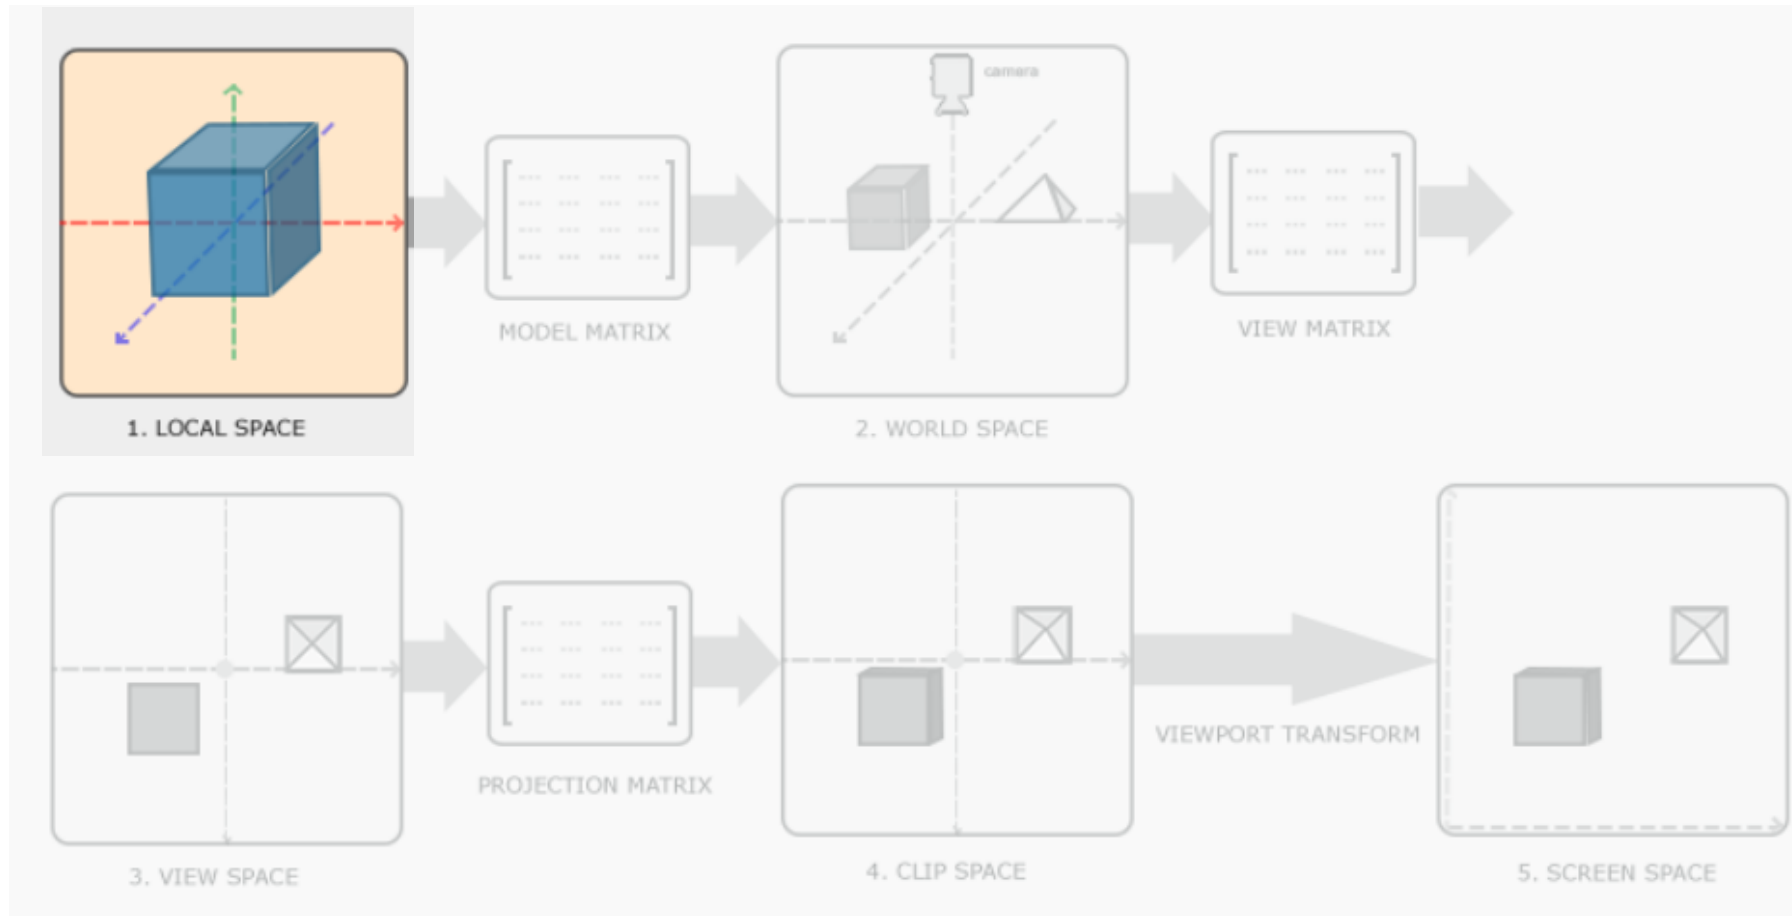 camera
MODEL MATRIX
VIEW MATRIX
1. LOCAL SPACE
2. WORLD SPACE
PROJECTION MATRIX
VIEWPORT TRANSFORM
3. VIEW SPACE
4. CLIP SPACE
5. SCREEN SPACE